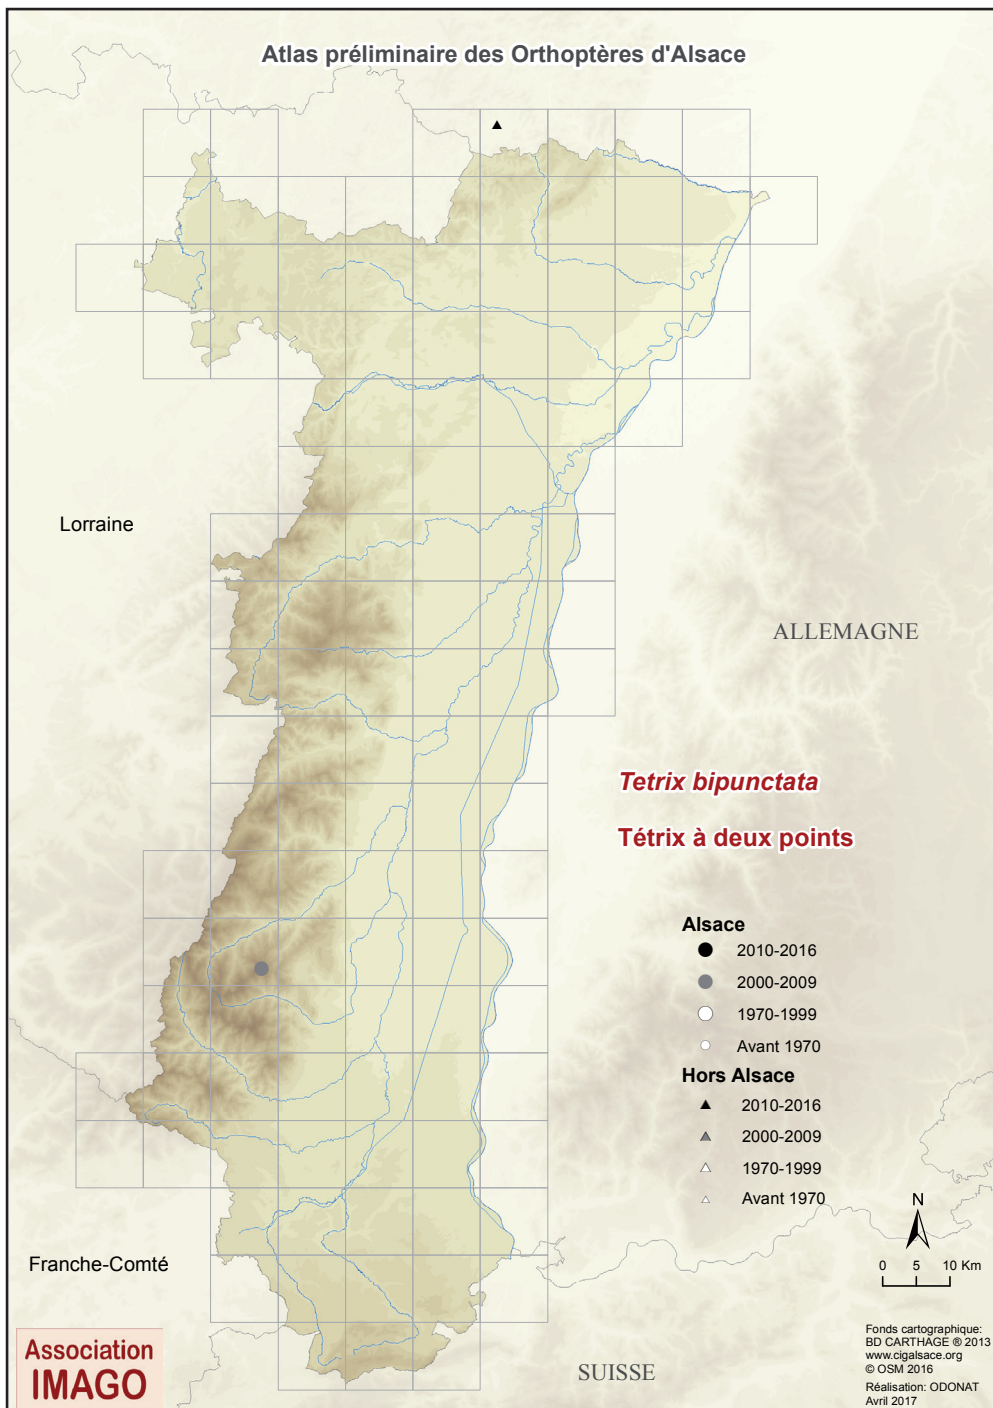 Atlas préliminaire des Orthoptères d'Alsace
Lorraine
ALLEMAGNE
Tetrix bipunctata
Tétrix à deux points
Alsace
2010-2016
2000-2009
1970-1999
Avant 1970
Hors Alsace
2010-2016
2000-2009
1970-1999
Avant 1970
N
0 5 10 Km
Franche-Comté
SUISSE
Association
IMAGO
Fonds cartographique:
BD CARTHAGE ® 2013
www.cigalsace.org
© OSM 2016
Réalisation: ODONAT
Avril 2017